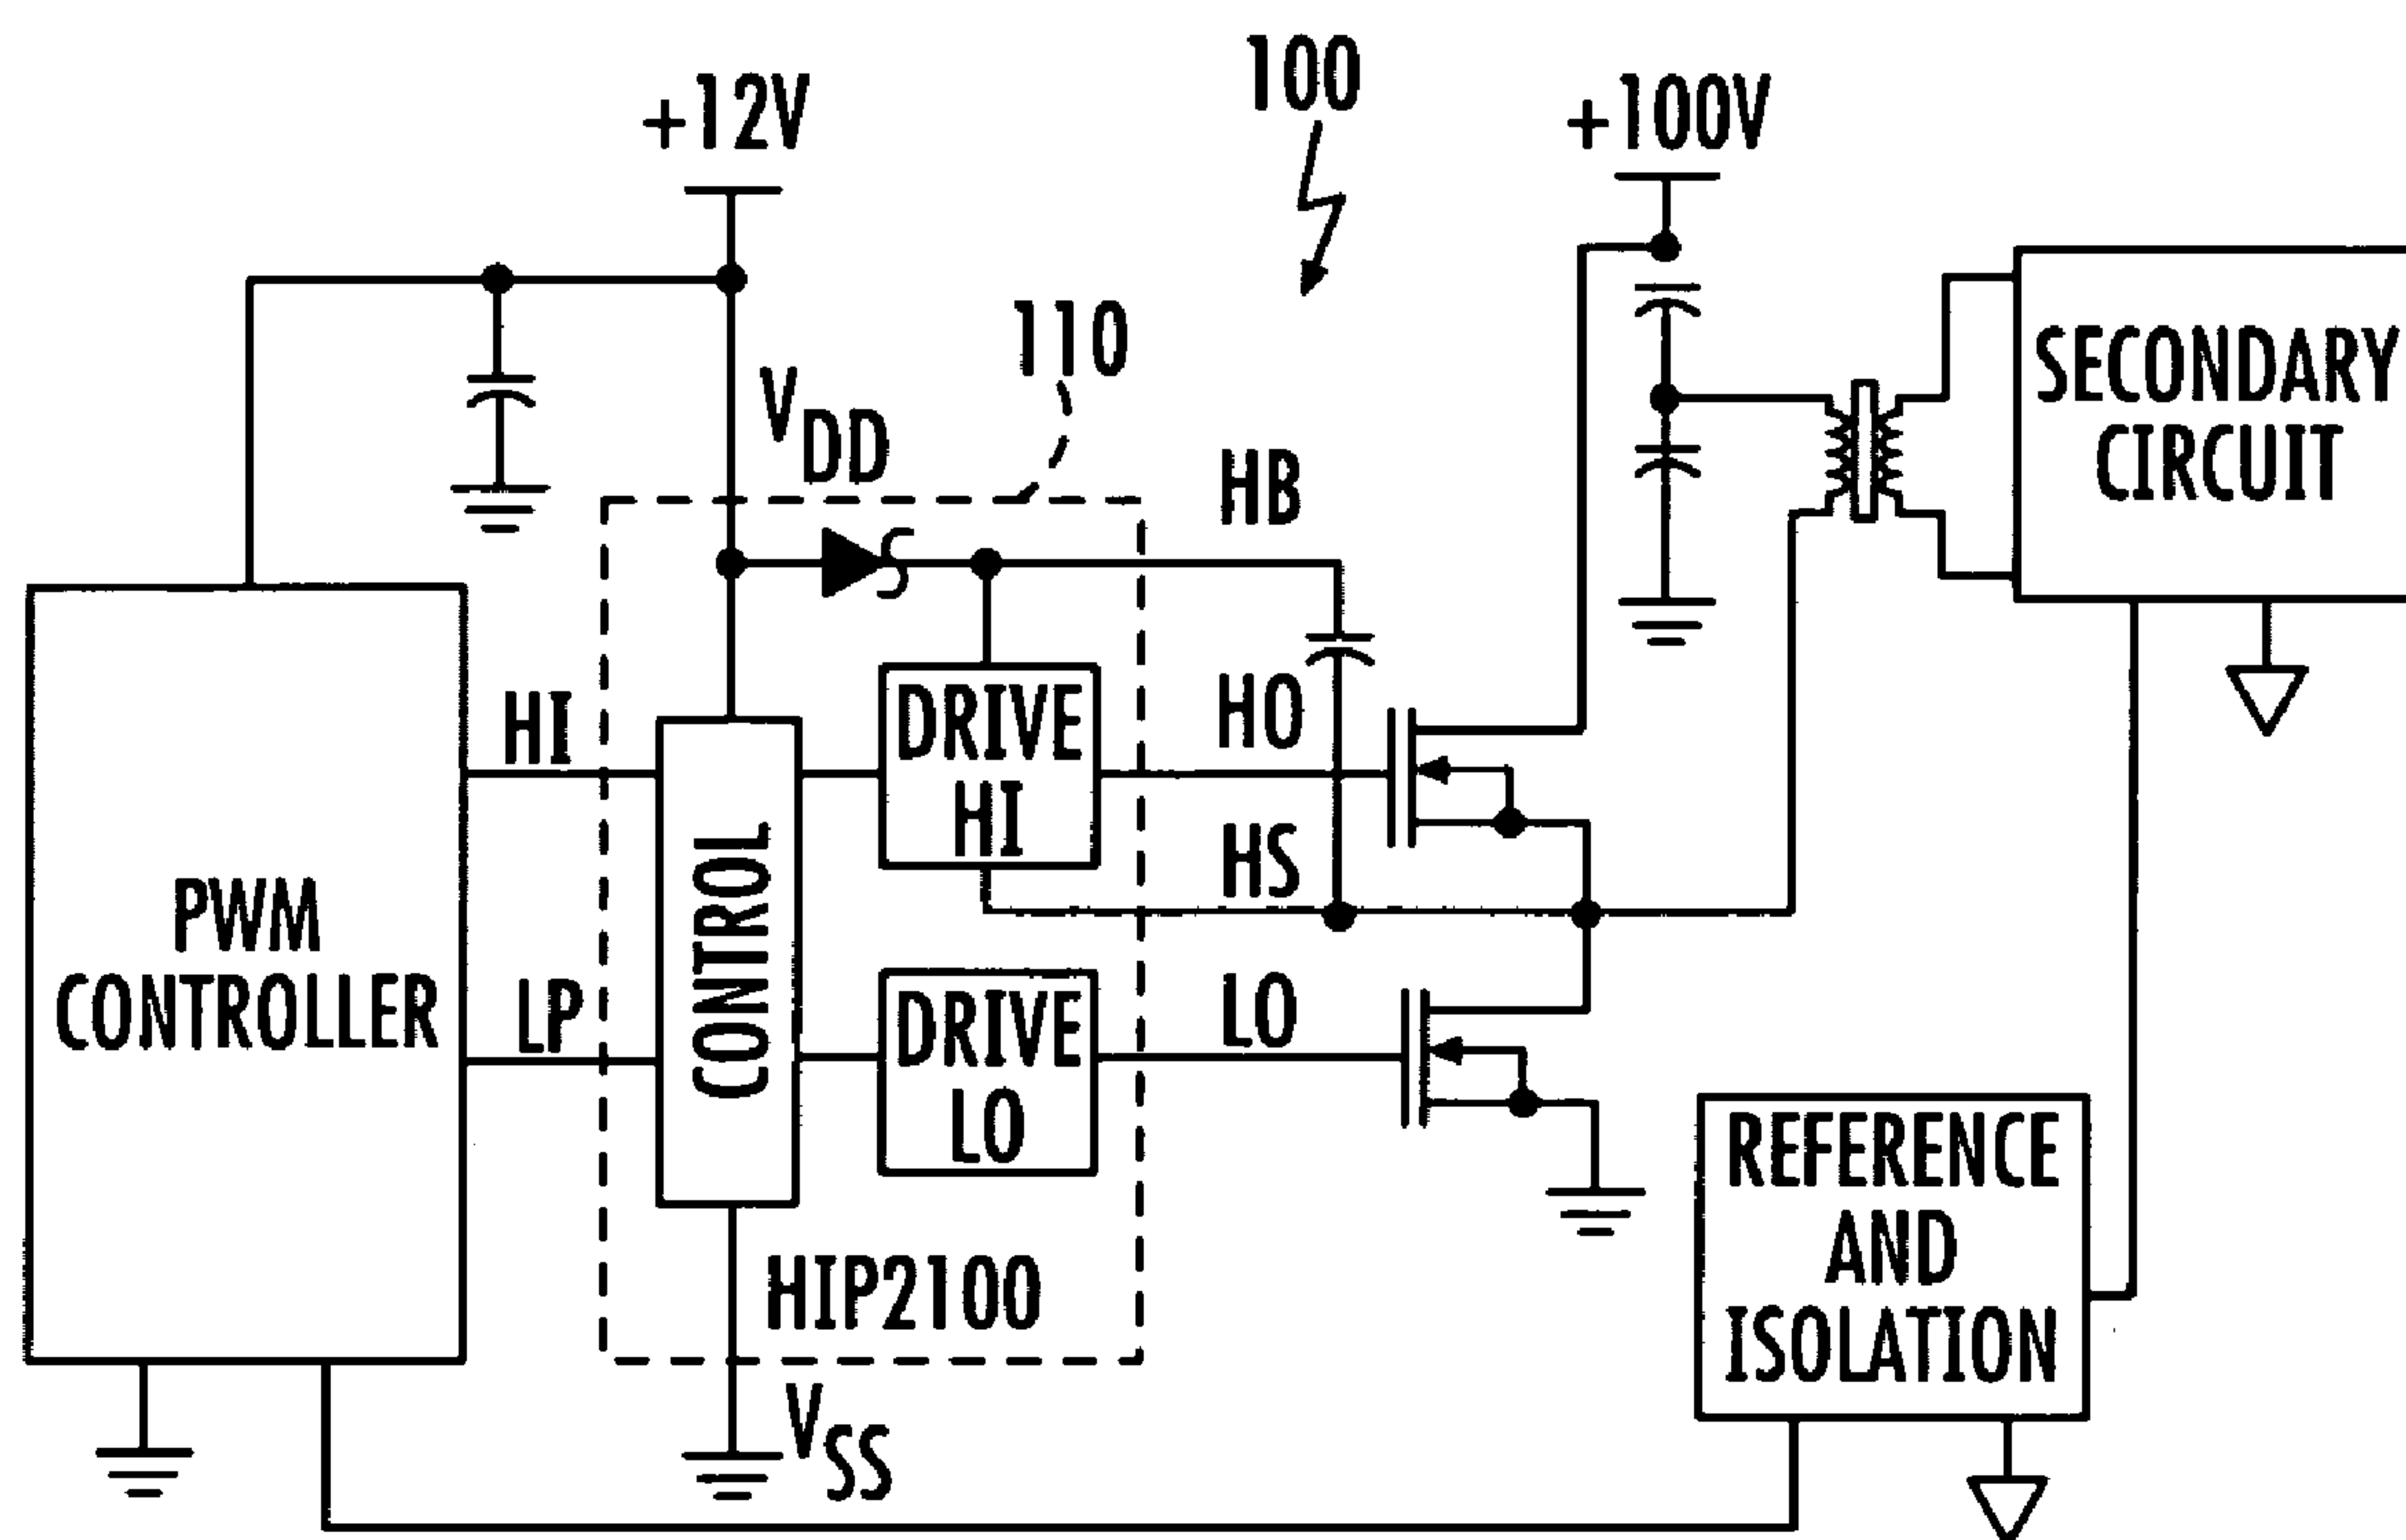 100
+12V
+100V
110
VDD
HB
SECONDARY
CIRCUIT
HI
DRIVE
HI
HO
HS
PWM
CONTROLLER
CONTROL
LP
DRIVE
LO
LO
REFERENCE
AND
ISOLATION
HIP2100
VSS